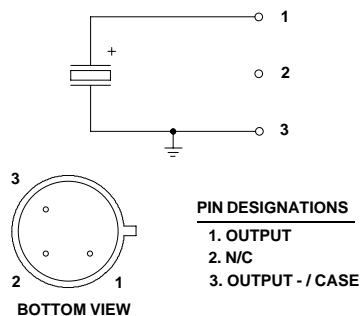 1
+
2
3
3
2
1
BOTTOM VIEW
PIN DESIGNATIONS
1. OUTPUT
2. N/C
3. OUTPUT - / CASE